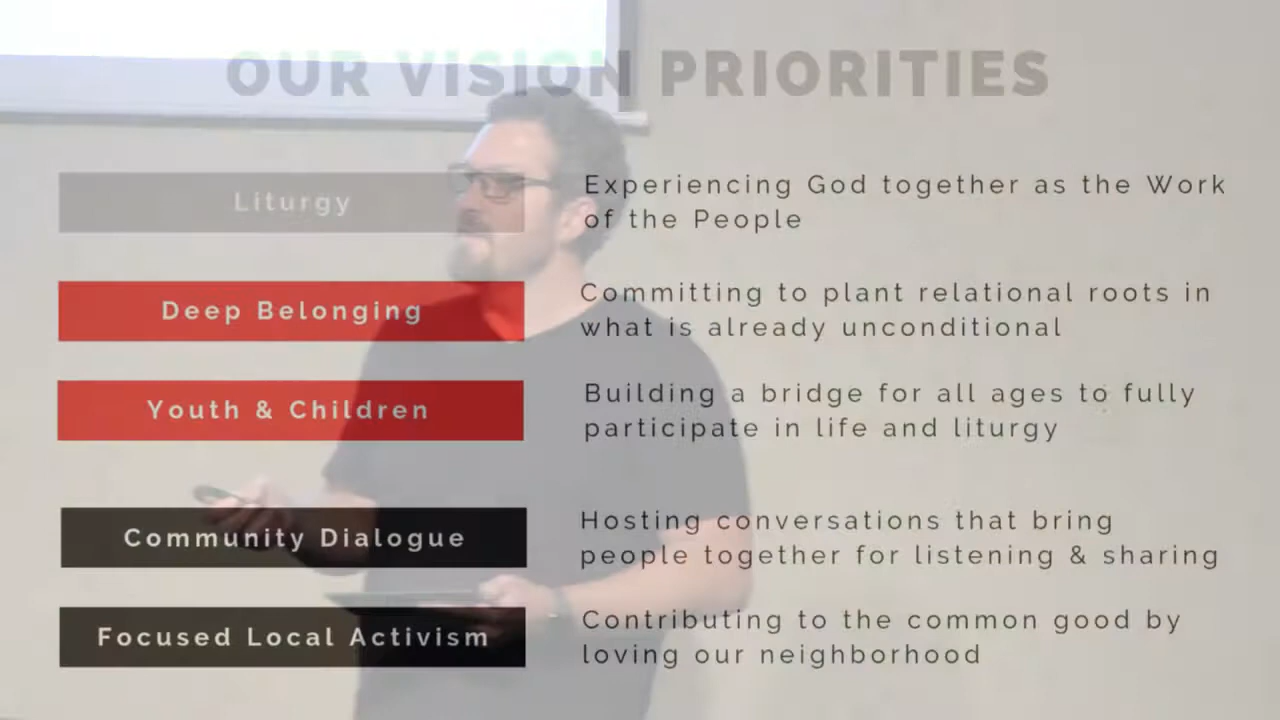 OUR VISION PRIORITIES
Liturgy
Experiencing God together as the Work
of the People
Deep Belonging
Committing to plant relational roots in
what is already unconditional
Youth & Children
Building a bridge for all ages to fully
participate in life and liturgy
Community Dialogue
Hosting conversations that bring
people together for listening & sharing
Focused Local Activism
Contributing to the common good by
loving our neighborhood